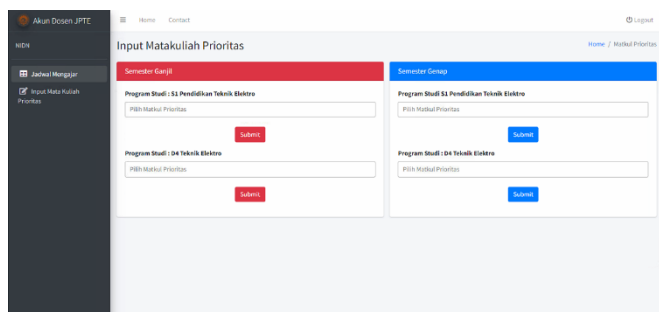 Akun Dosen JPTE
Home Contact
Logout
NIDN
Jadwal Mengajar
Input Mata Kuliah
Prioritas
Input Matakuliah Prioritas
Home / Matkul Prioritas
Semester Ganjil
Program Studi : S1 Pendidikan Teknik Elektro
Pilih Matkul Prioritas
Submit
Program Studi : D4 Teknik Elektro
Pilih Matkul Prioritas
Submit
Semester Genap
Program Studi S1 Pendidikan Teknik Elektro
Pilih Matkul Prioritas
Submit
Program Studi : D4 Teknik Elektro
Pilih Matkul Prioritas
Submit